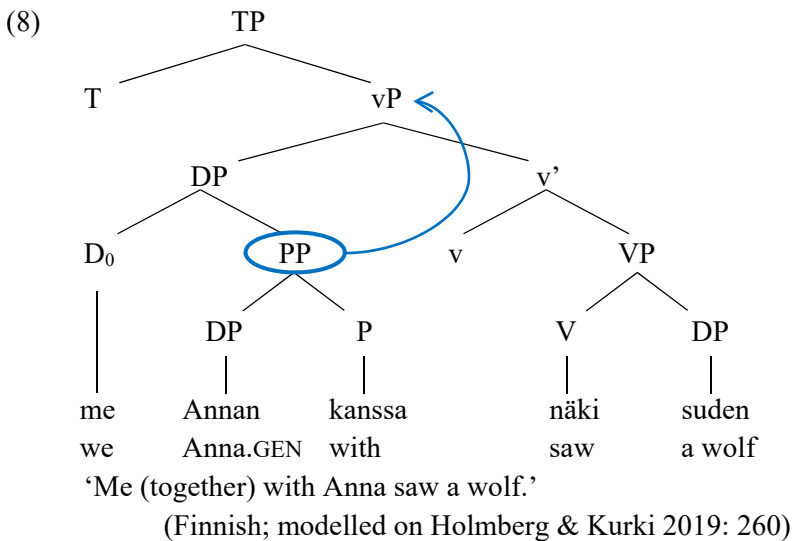 (8) TP
T vP
DP v’
D₀ PP v VP
DP P V DP
me Annan kanssa näki suden
we Anna.GEN with saw a wolf
‘Me (together) with Anna saw a wolf.’
(Finnish; modelled on Holmberg & Kurki 2019: 260)